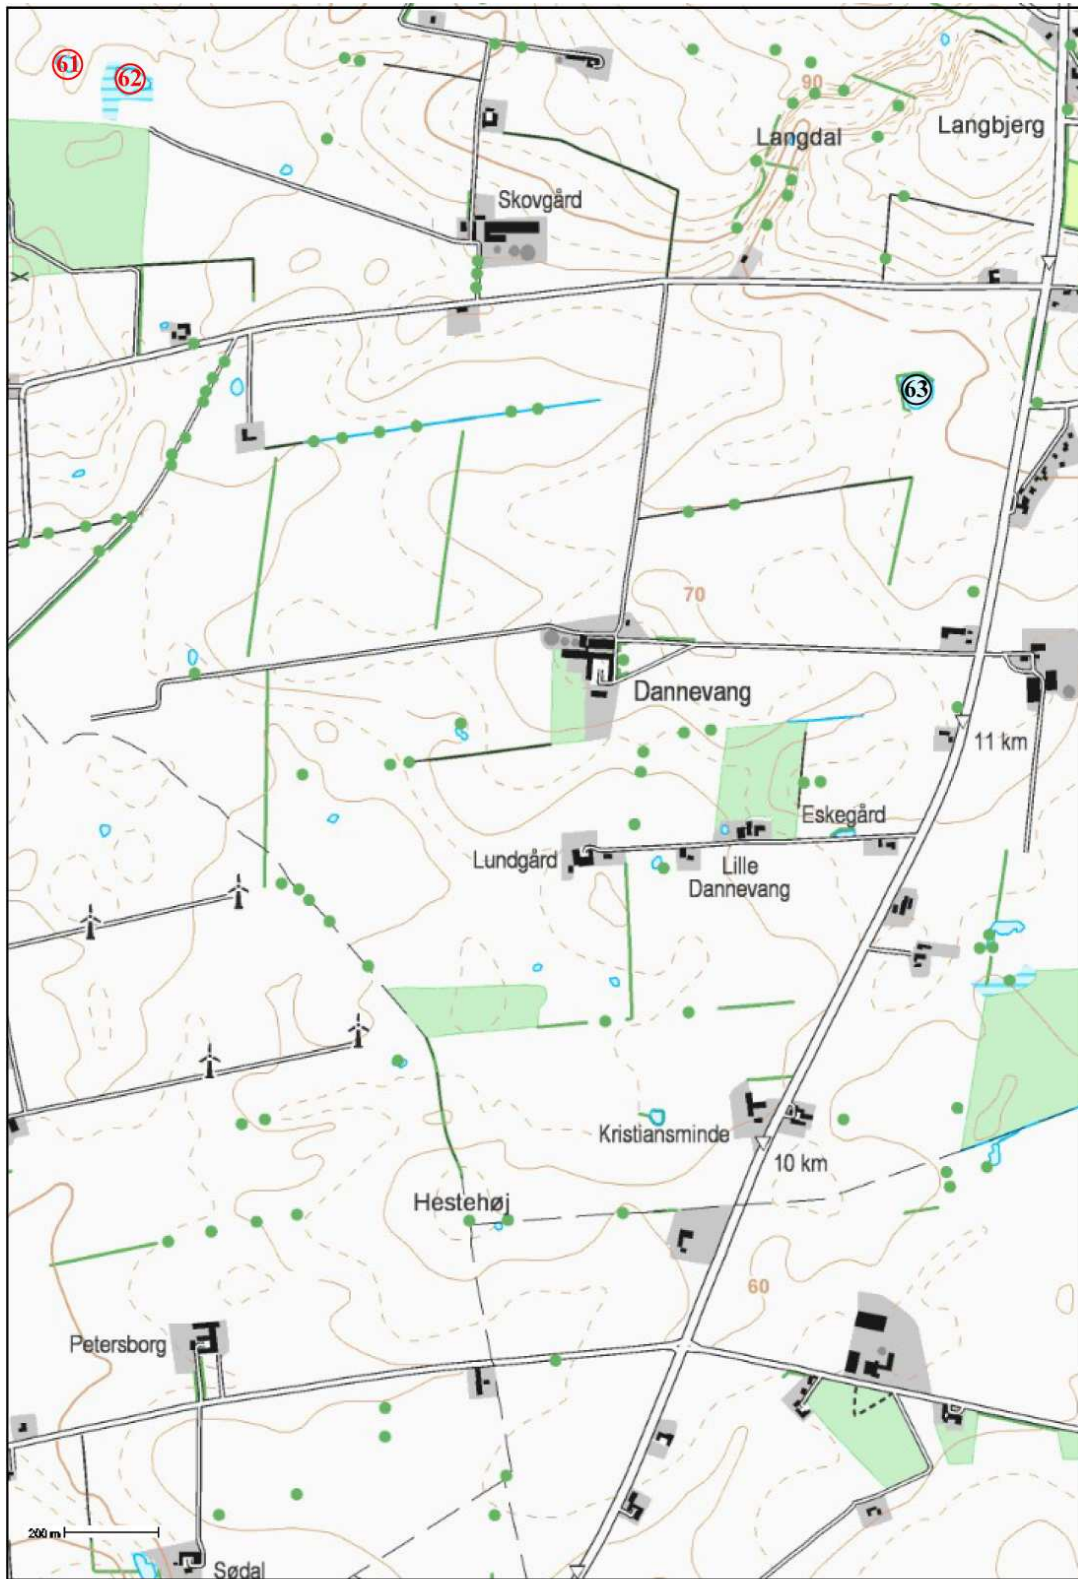 61
62
90
Langdal
Langbjerg
Skovgård
63
70
Dannevang
11 km
Eskegård
Lundgård
Lille
Dannevang
Kristiansminde
10 km
Hestehøj
60
Petersborg
200 m
Sødal